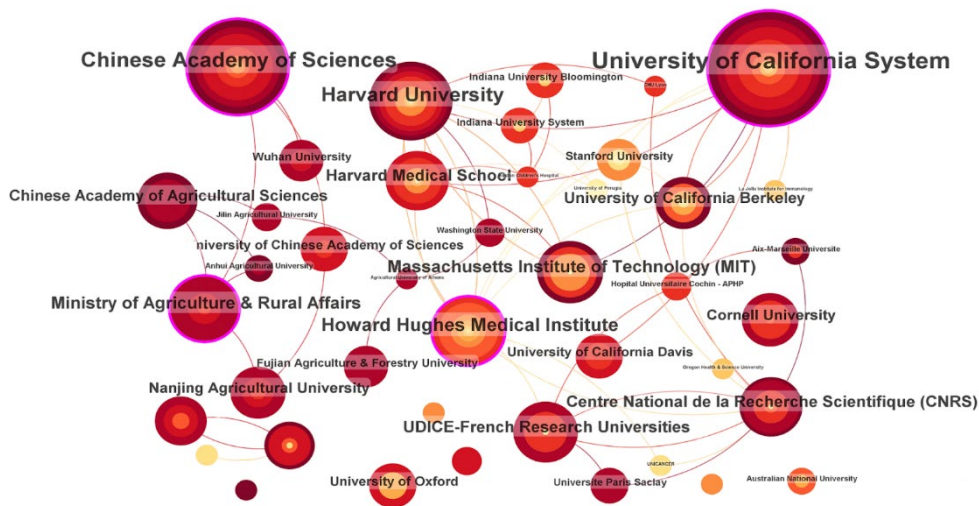 Chinese Academy of Sciences
University of California System
Harvard University
Indiana University Bloomington
Indiana University System
Wuhan University
Stanford University
Harvard Medical School
University of Perugia
La Jolla Institute for Immunology
Chinese Academy of Agricultural Sciences
University of California Berkeley
Jilin Agricultural University
Washington State University
niversity of Chinese Academy of Sciences
Aix-Marseille Universite
Anhui Agricultural University
Massachusetts Institute of Technology (MIT)
Hopital Universitaire Cochin - APHP
Ministry of Agriculture & Rural Affairs
Cornell University
Howard Hughes Medical Institute
University of California Davis
Fujian Agriculture & Forestry University
Oregon Health & Science University
Nanjing Agricultural University
Centre National de la Recherche Scientifique (CNRS)
UDICE-French Research Universities
UNICANCER
University of Oxford
Universite Paris Saclay
Australian National University